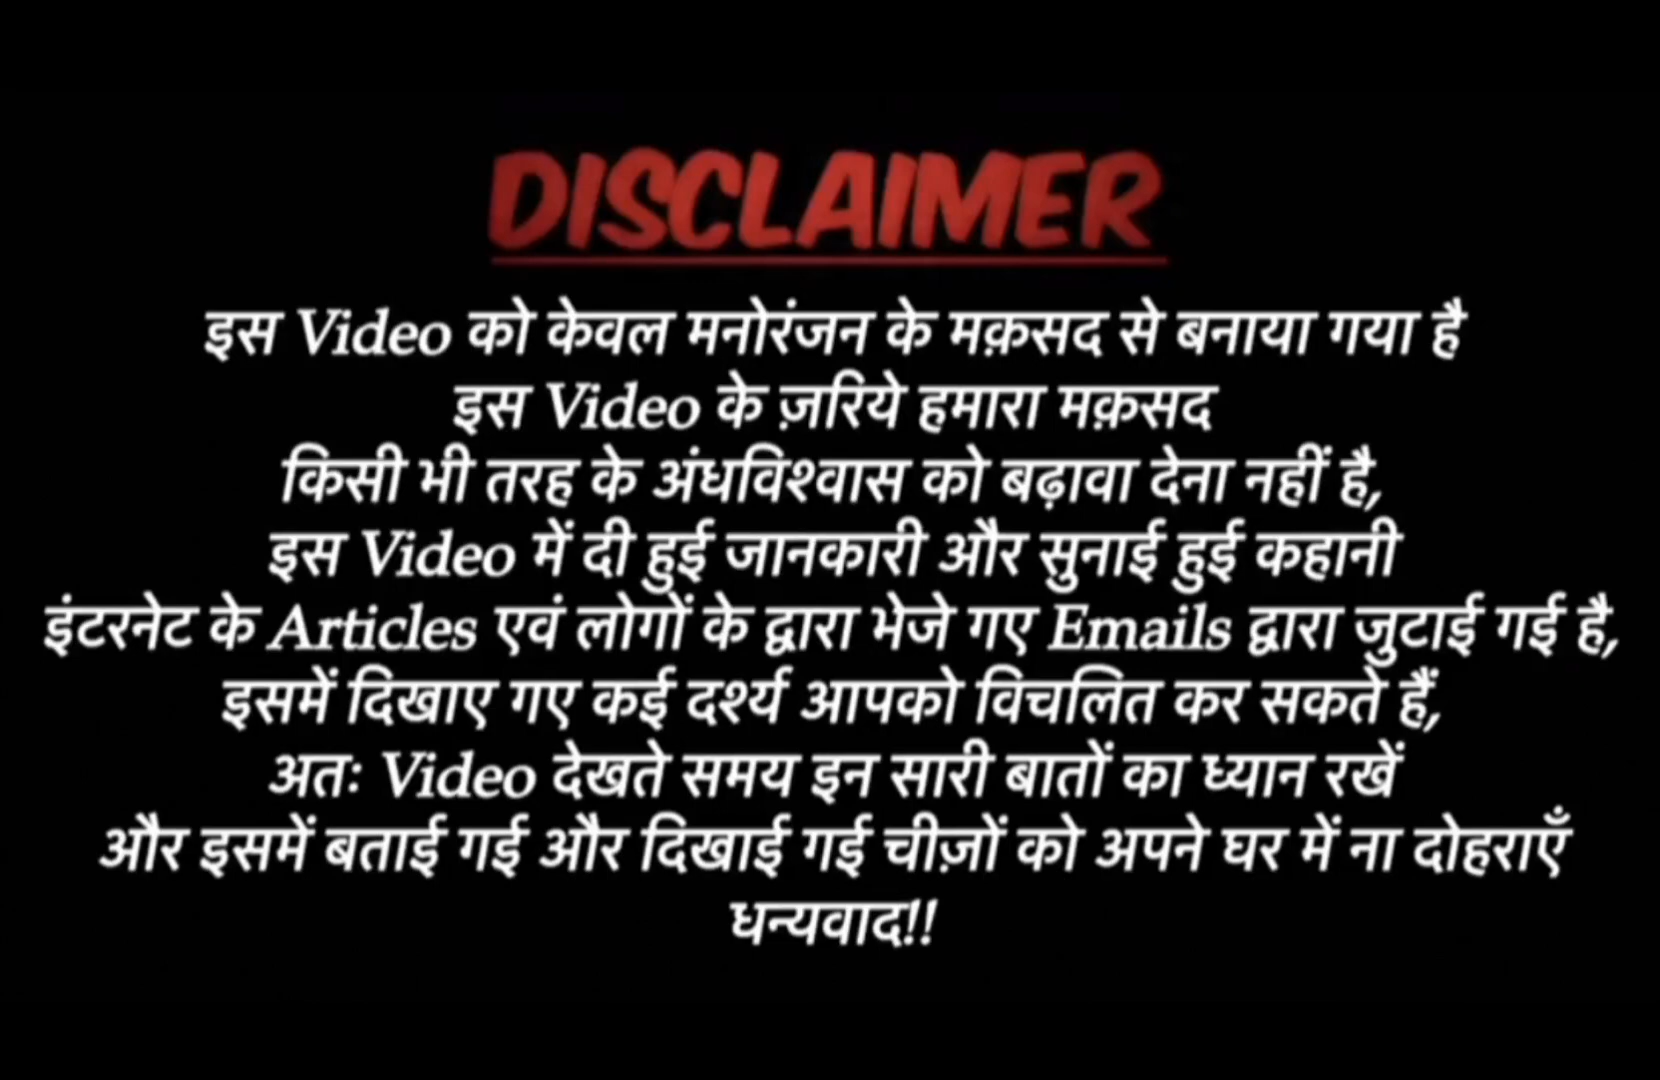 DISCLAIMER
इस Video को केवल मनोरंजन के मक़सद से बनाया गया है
इस Video के ज़रिये हमारा मक़सद
किसी भी तरह के अंधविश्वास को बढ़ावा देना नहीं है,
इस Video में दी हुई जानकारी और सुनाई हुई कहानी
इंटरनेट के Articles एवं लोगों के द्वारा भेजे गए Emails द्वारा जुटाई गई है,
इसमें दिखाए गए कई दर्श्य आपको विचलित कर सकते हैं,
अतः Video देखते समय इन सारी बातों का ध्यान रखें
और इसमें बताई गई और दिखाई गई चीज़ों को अपने घर में ना दोहराएँ
धन्यवाद!!